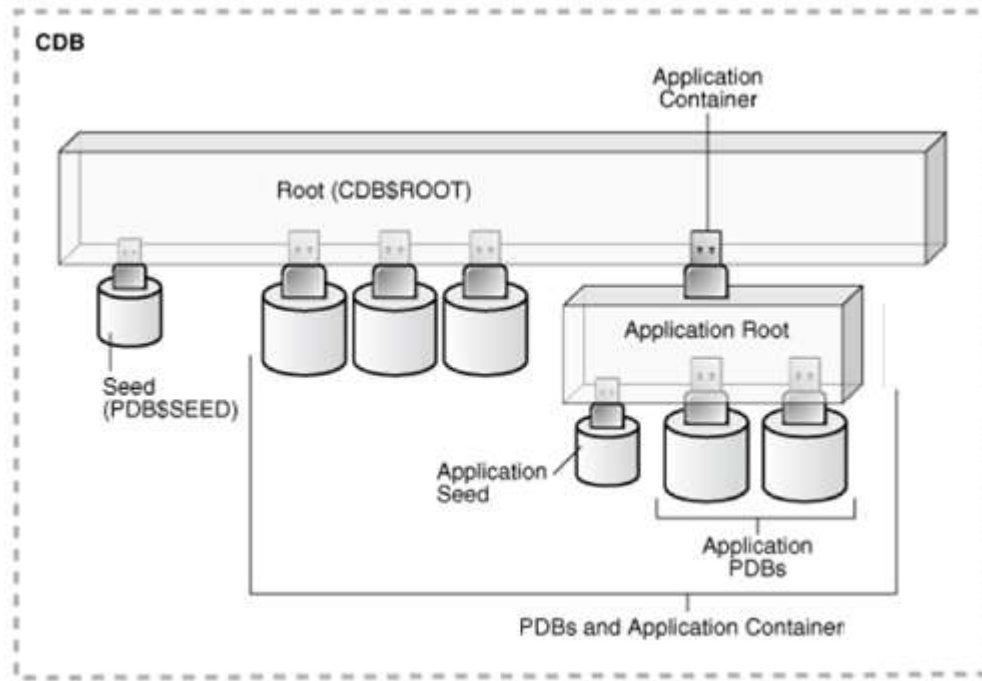 CDB
Application
Container
Root (CDB$ROOT)
Application Root
Seed
(PDB$SEED)
Application
Seed
Application
PDBs
PDBs and Application Container